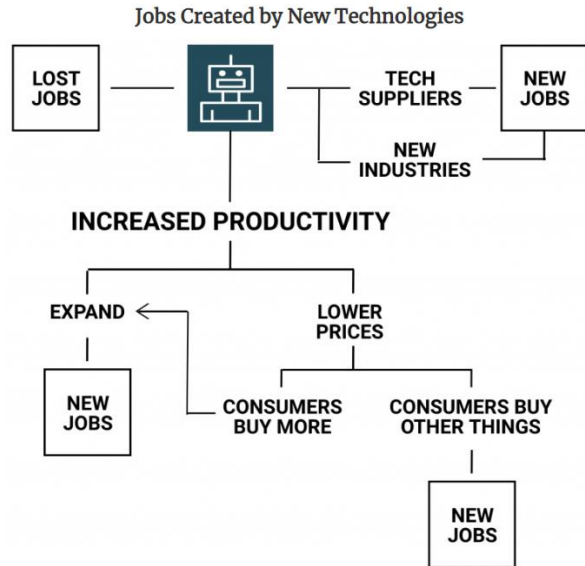 Jobs Created by New Technologies
LOST
JOBS
TECH
SUPPLIERS
NEW
JOBS
NEW
INDUSTRIES
INCREASED PRODUCTIVITY
EXPAND
LOWER
PRICES
NEW
JOBS
CONSUMERS
BUY MORE
CONSUMERS BUY
OTHER THINGS
NEW
JOBS